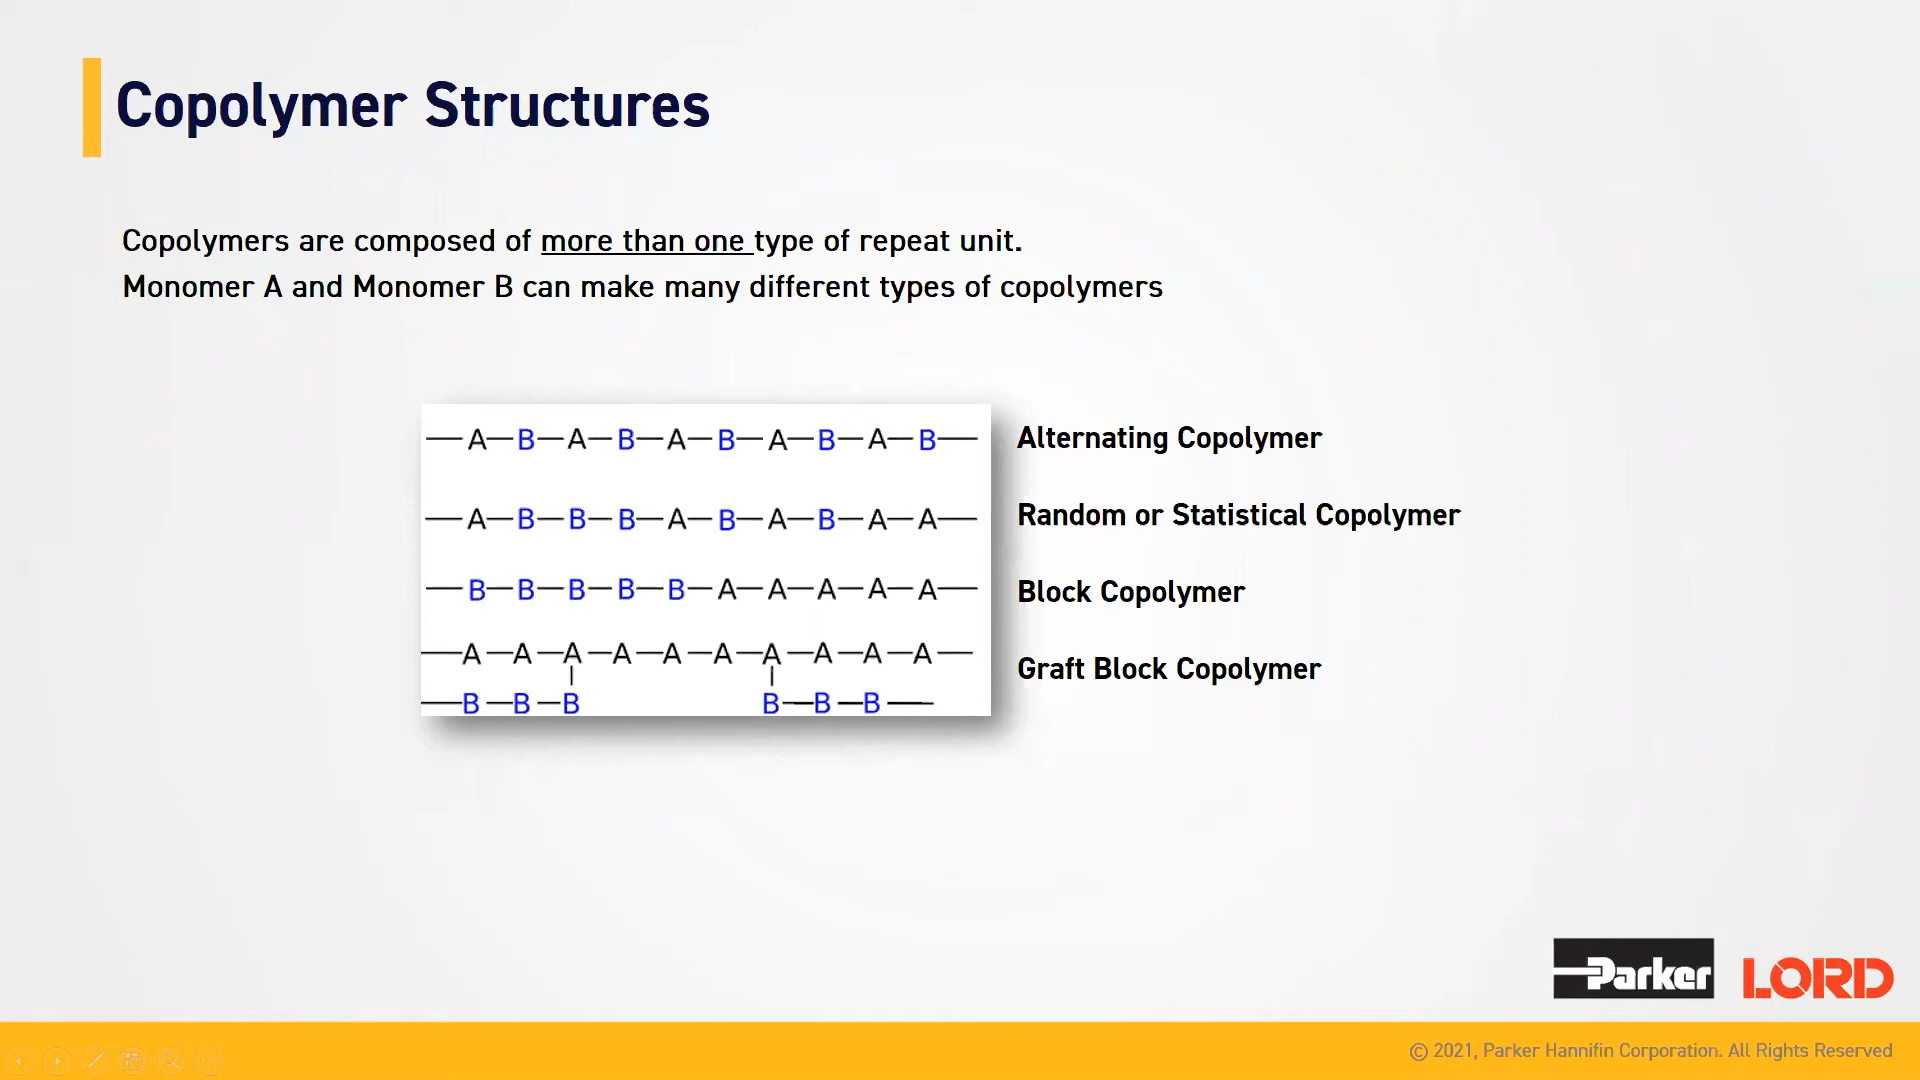 Copolymer Structures
Copolymers are composed of more than one type of repeat unit.
Monomer A and Monomer B can make many different types of copolymers
—A—B—A—B—A—B—A—B—A—B— Alternating Copolymer
—A—B—B—B—A—B—A—B—A—A— Random or Statistical Copolymer
—B—B—B—B—B—A—A—A—A—A— Block Copolymer
—A—A—A—A—A—A—A—A—A—A— Graft Block Copolymer
—B—B—B B—B—B—
Parker LORD
© 2021, Parker Hannifin Corporation. All Rights Reserved